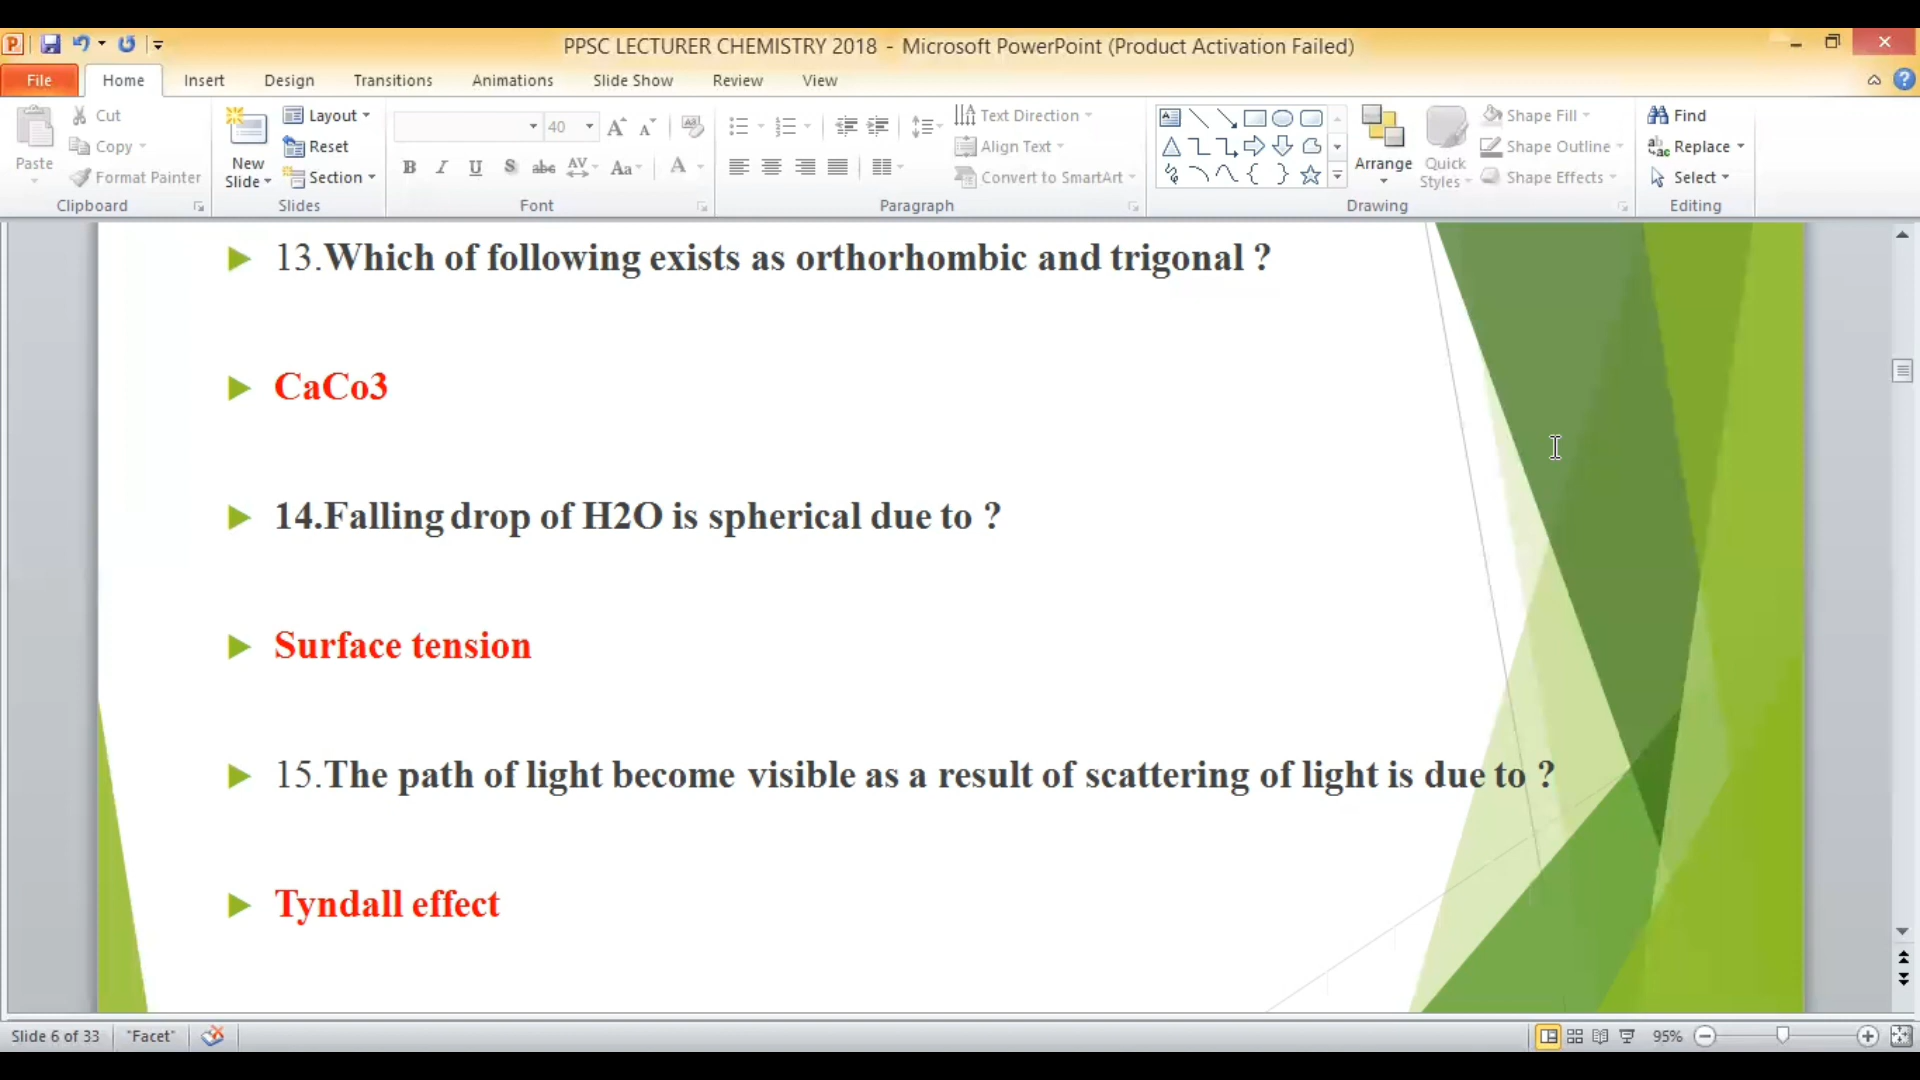 PPSC LECTURER CHEMISTRY 2018 - Microsoft PowerPoint (Product Activation Failed)
File Home Insert Design Transitions Animations Slide Show Review View
Paste
Cut
Copy
Format Painter
Clipboard
New Slide
Layout
Reset
Section
Slides
40
Font
Text Direction
Align Text
Convert to SmartArt
Paragraph
Arrange
Quick Styles
Shape Fill
Shape Outline
Shape Effects
Drawing
Find
Replace
Select
Editing
13.Which of following exists as orthorhombic and trigonal ?
CaCo3
14.Falling drop of H2O is spherical due to ?
Surface tension
15.The path of light become visible as a result of scattering of light is due to ?
Tyndall effect
Slide 6 of 33 "Facet" 95%